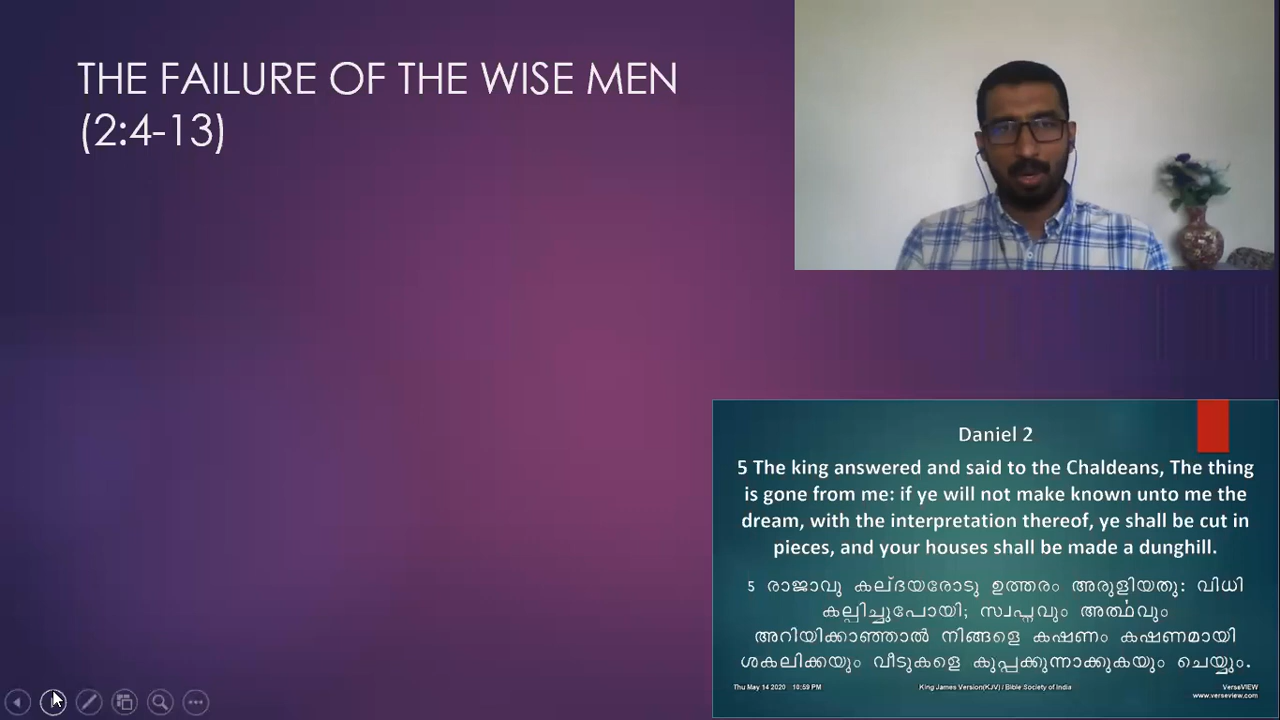 THE FAILURE OF THE WISE MEN
(2:4-13)
Daniel 2
5 The king answered and said to the Chaldeans, The thing
is gone from me: if ye will not make known unto me the
dream, with the interpretation thereof, ye shall be cut in
pieces, and your houses shall be made a dunghill.
5 രാജാവു കല്ദയരോടു ഉത്തരം അരുളിയതു: വിധി
കല്പിച്ചുപോയി; സ്വപ്നവും അർത്ഥവും
അറിയിക്കാഞ്ഞാൽ നിങ്ങളെ കഷണം കഷണമായി
ശകലിക്കയും വീടുകളെ കുപ്പക്കുന്നാക്കുകയും ചെയ്യും.
Thu May 14 2020 10:59 PM
King James Version(KJV) / Bible Society of India
VerseVIEW
www.verseview.com